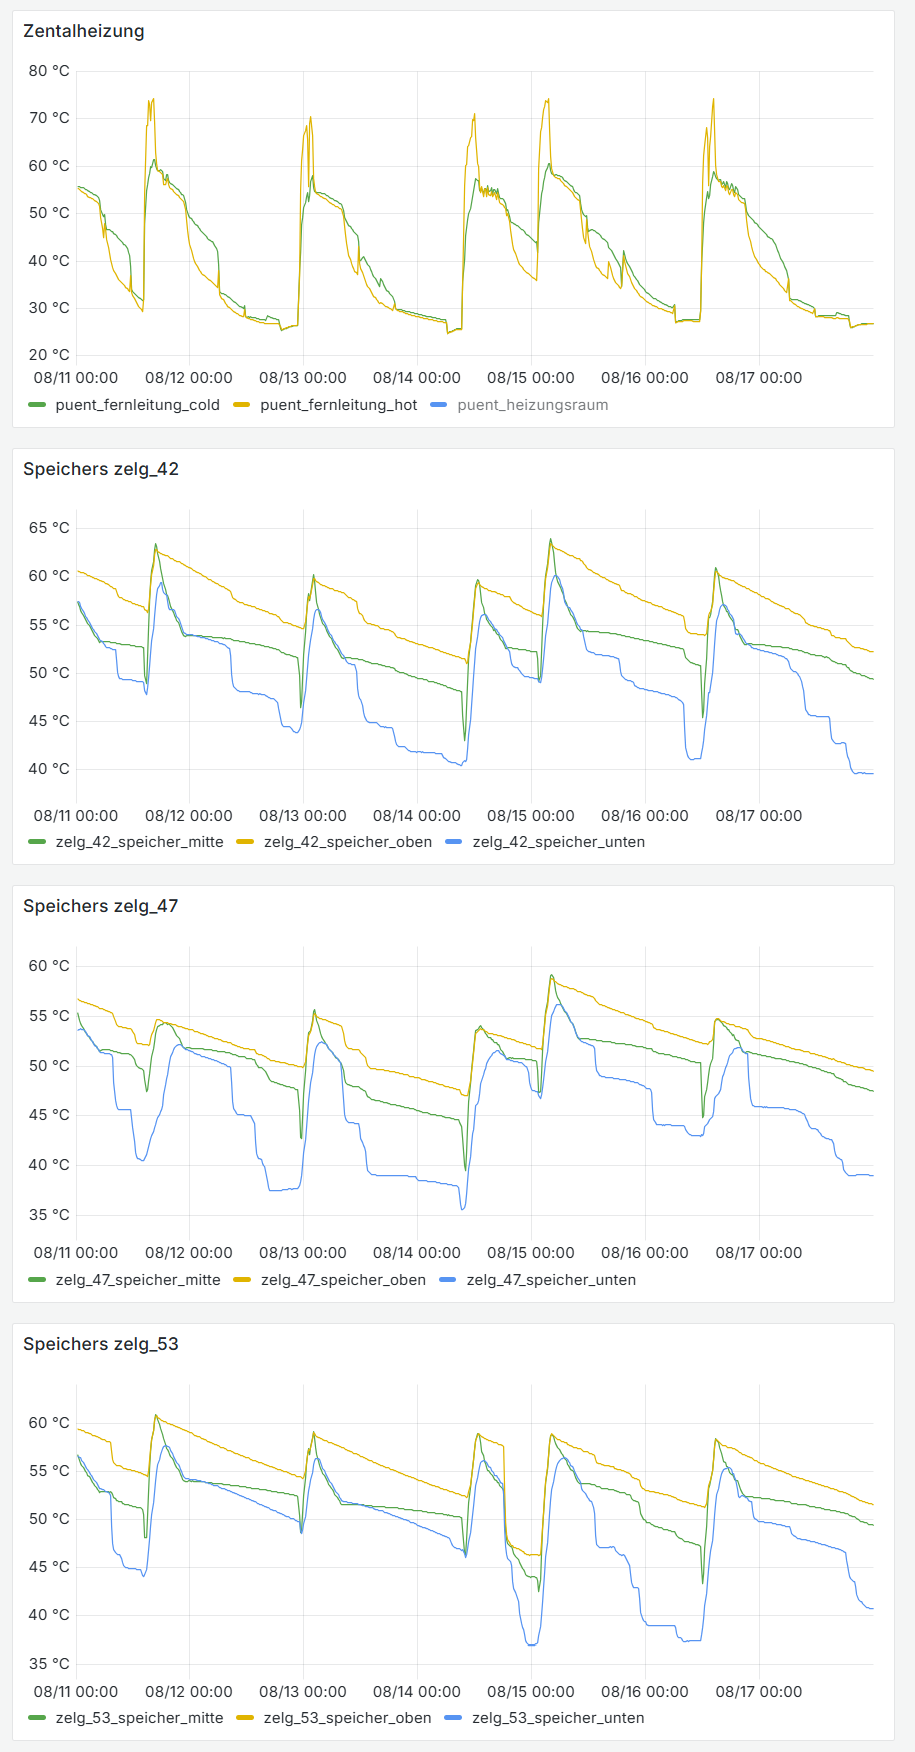 Zentalheizung
80 °C
70 °C
60 °C
50 °C
40 °C
30 °C
20 °C
08/11 00:00 08/12 00:00 08/13 00:00 08/14 00:00 08/15 00:00 08/16 00:00 08/17 00:00
puent_fernleitung_cold puent_fernleitung_hot puent_heizungsraum
Speichers zelg_42
65 °C
60 °C
55 °C
50 °C
45 °C
40 °C
08/11 00:00 08/12 00:00 08/13 00:00 08/14 00:00 08/15 00:00 08/16 00:00 08/17 00:00
zelg_42_speicher_mitte zelg_42_speicher_oben zelg_42_speicher_unten
Speichers zelg_47
60 °C
55 °C
50 °C
45 °C
40 °C
35 °C
08/11 00:00 08/12 00:00 08/13 00:00 08/14 00:00 08/15 00:00 08/16 00:00 08/17 00:00
zelg_47_speicher_mitte zelg_47_speicher_oben zelg_47_speicher_unten
Speichers zelg_53
60 °C
55 °C
50 °C
45 °C
40 °C
35 °C
08/11 00:00 08/12 00:00 08/13 00:00 08/14 00:00 08/15 00:00 08/16 00:00 08/17 00:00
zelg_53_speicher_mitte zelg_53_speicher_oben zelg_53_speicher_unten